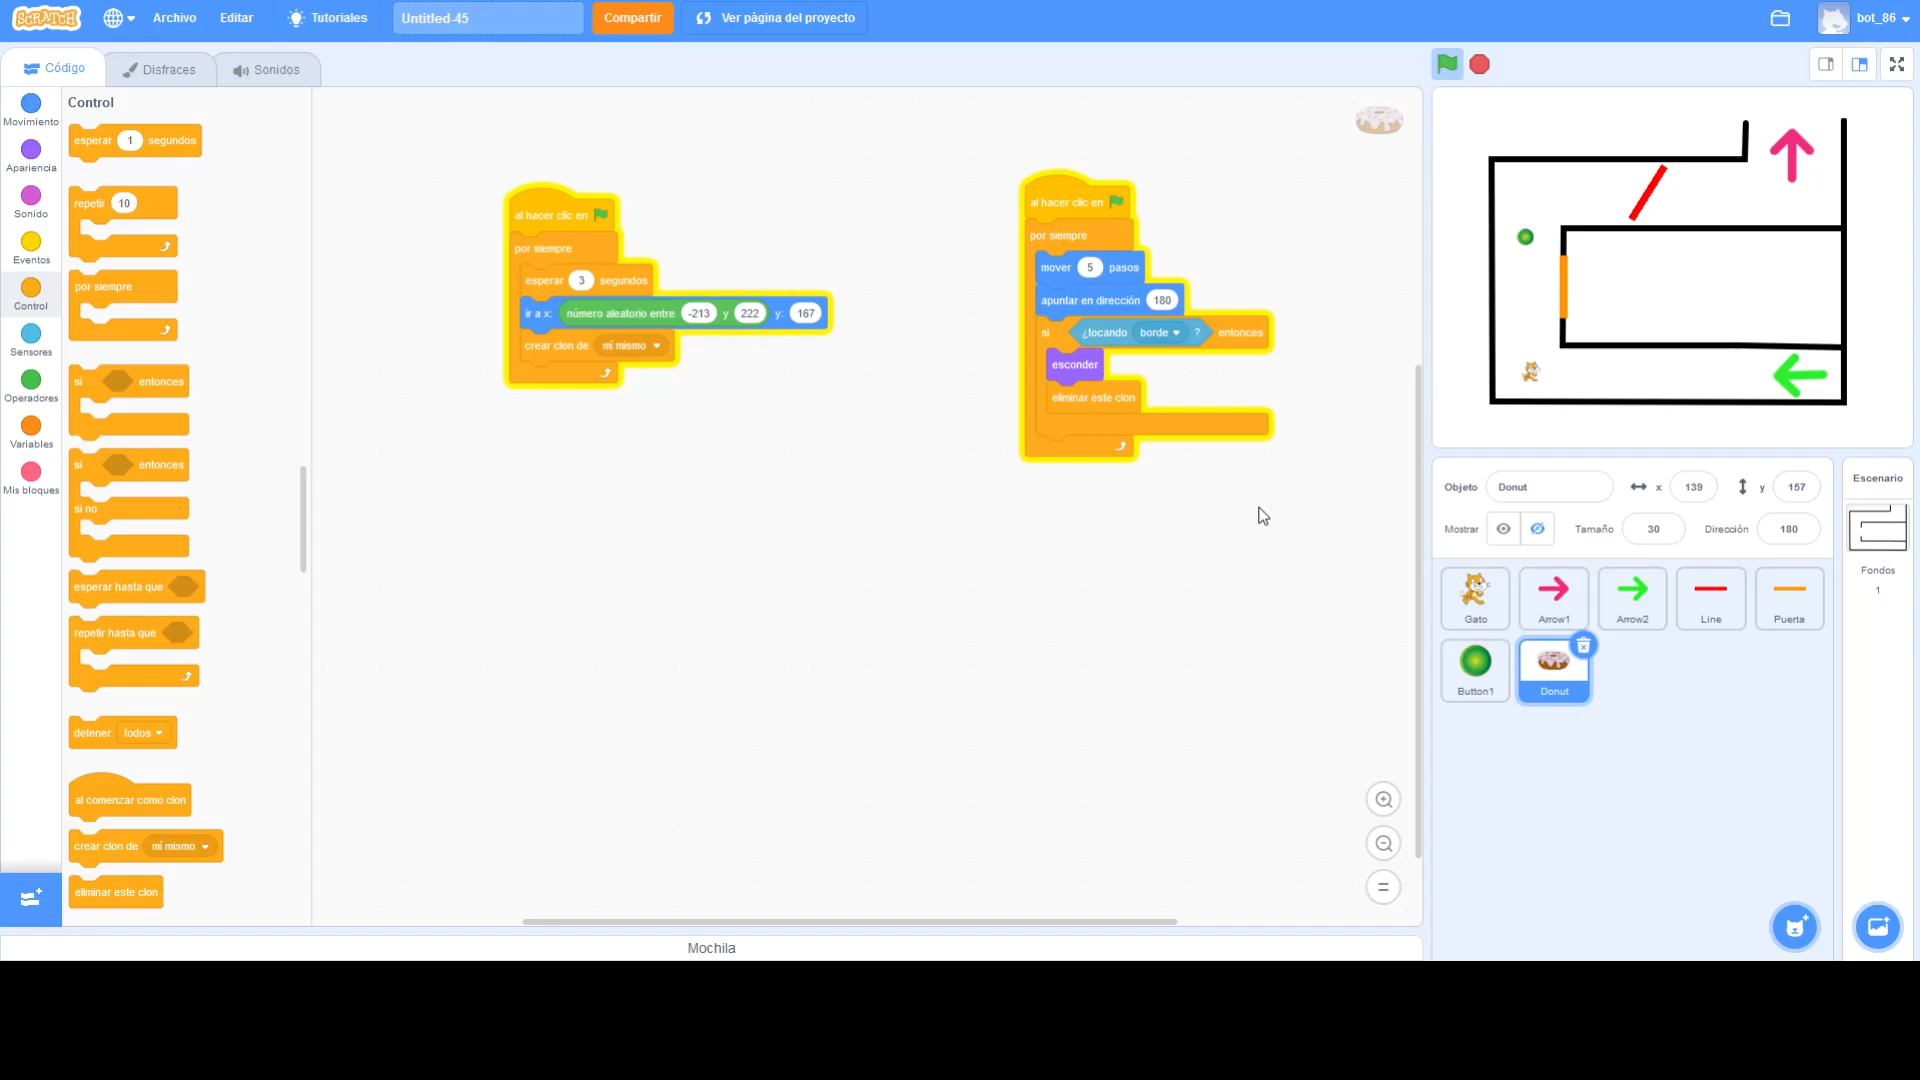 SCRATCH
Archivo
Editar
Tutoriales
Untitled-45
Compartir
Ver página del proyecto
bot_86
Código
Disfraces
Sonidos
Movimiento
Apariencia
Sonido
Eventos
Control
Sensores
Operadores
Variables
Mis bloques
Control
esperar 1 segundos
repetir 10
por siempre
si entonces
si entonces
si no
esperar hasta que
repetir hasta que
detener todos
al comenzar como clon
crear clon de mí mismo
eliminar este clon
al hacer clic en
por siempre
esperar 3 segundos
ir a x: número aleatorio entre -213 y 222 y: 167
crear clon de mí mismo
al hacer clic en
por siempre
mover 5 pasos
apuntar en dirección 180
si ¿tocando borde ? entonces
esconder
eliminar este clon
Mochila
Objeto Donut x 139 y 157
Mostrar Tamaño 30 Dirección 180
Gato
Arrow1
Arrow2
Line
Puerta
Button1
Donut
Escenario
Fondos
1